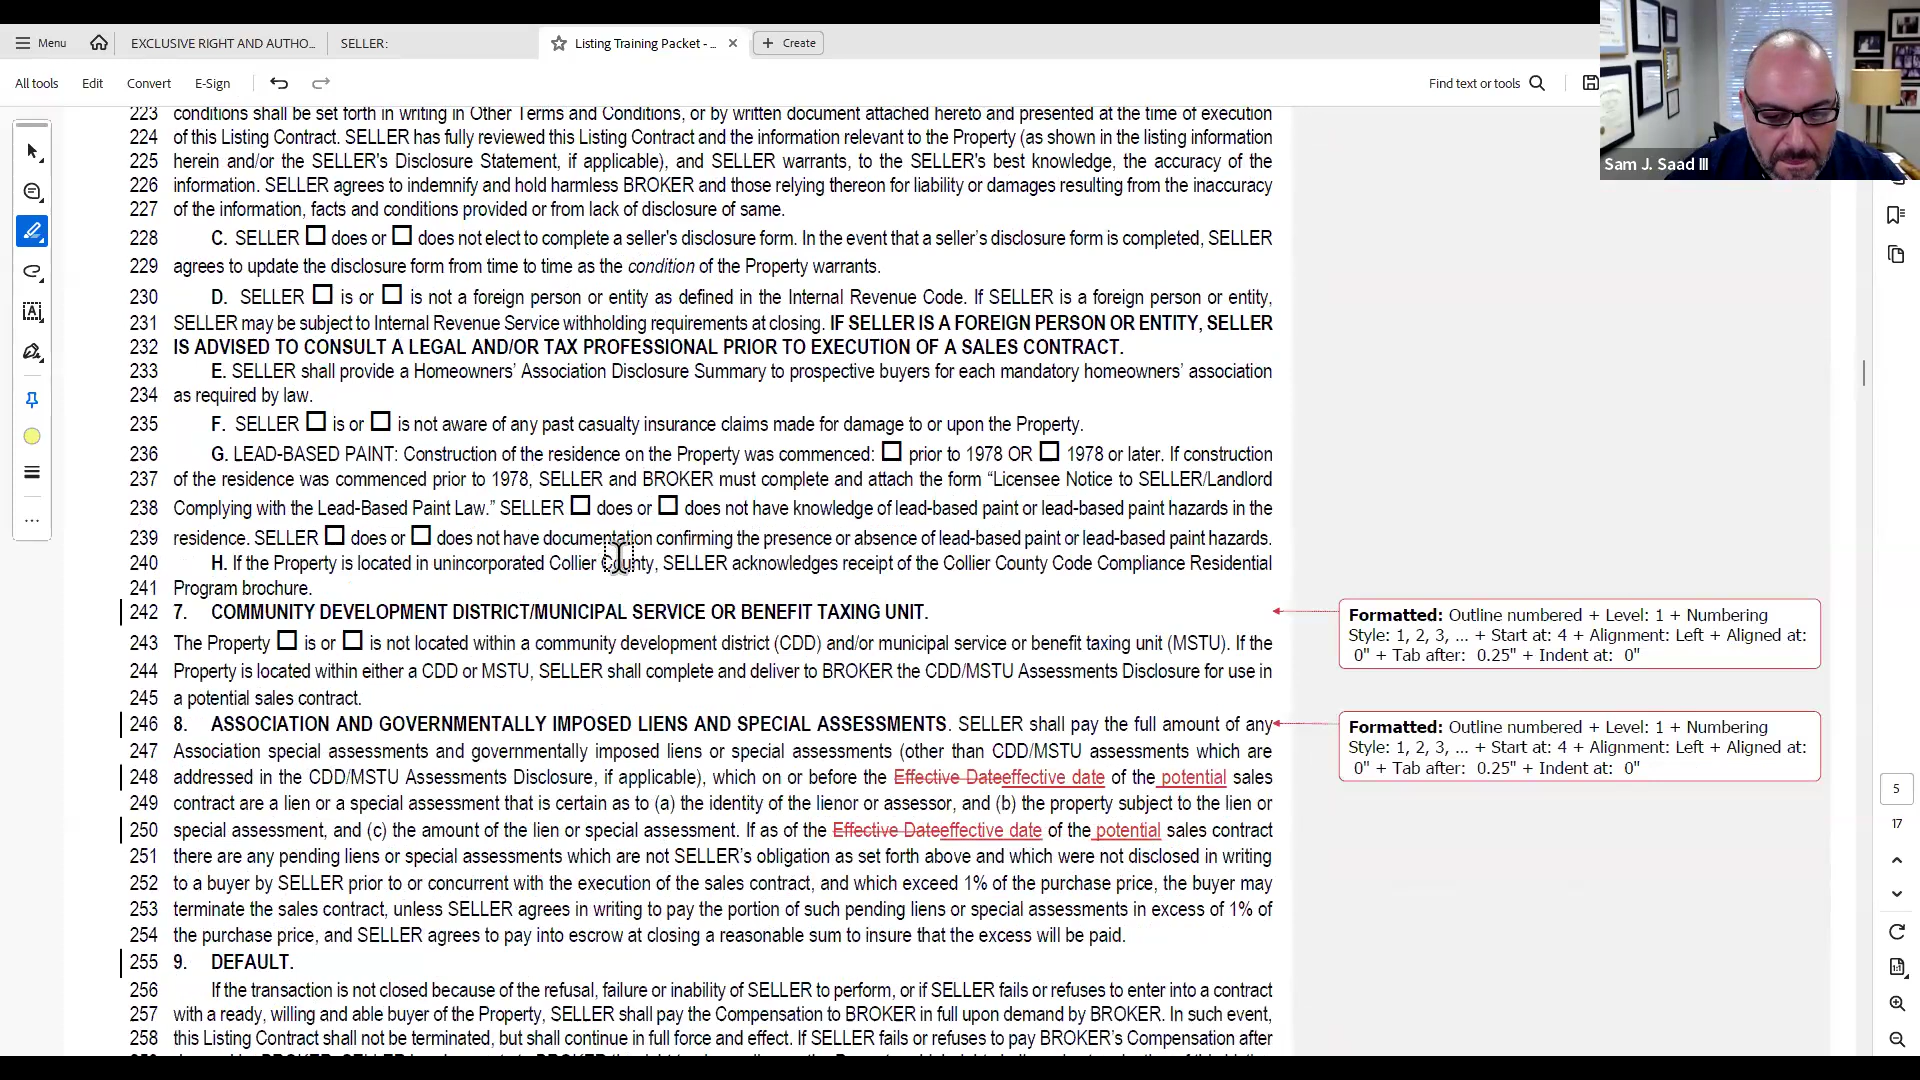 Menu
EXCLUSIVE RIGHT AND AUTHO...
SELLER:
Listing Training Packet - ...
Create
All tools
Edit
Convert
E-Sign
Find text or tools
Sam J. Saad III
223 conditions shall be set forth in writing in Other Terms and Conditions, or by written document attached hereto and presented at the time of execution
224 of this Listing Contract. SELLER has fully reviewed this Listing Contract and the information relevant to the Property (as shown in the listing information
225 herein and/or the SELLER's Disclosure Statement, if applicable), and SELLER warrants, to the SELLER's best knowledge, the accuracy of the
226 information. SELLER agrees to indemnify and hold harmless BROKER and those relying thereon for liability or damages resulting from the inaccuracy
227 of the information, facts and conditions provided or from lack of disclosure of same.
228 C. SELLER ☐ does or ☐ does not elect to complete a seller's disclosure form. In the event that a seller’s disclosure form is completed, SELLER
229 agrees to update the disclosure form from time to time as the condition of the Property warrants.
230 D. SELLER ☐ is or ☐ is not a foreign person or entity as defined in the Internal Revenue Code. If SELLER is a foreign person or entity,
231 SELLER may be subject to Internal Revenue Service withholding requirements at closing. IF SELLER IS A FOREIGN PERSON OR ENTITY, SELLER
232 IS ADVISED TO CONSULT A LEGAL AND/OR TAX PROFESSIONAL PRIOR TO EXECUTION OF A SALES CONTRACT.
233 E. SELLER shall provide a Homeowners’ Association Disclosure Summary to prospective buyers for each mandatory homeowners’ association
234 as required by law.
235 F. SELLER ☐ is or ☐ is not aware of any past casualty insurance claims made for damage to or upon the Property.
236 G. LEAD-BASED PAINT: Construction of the residence on the Property was commenced: ☐ prior to 1978 OR ☐ 1978 or later. If construction
237 of the residence was commenced prior to 1978, SELLER and BROKER must complete and attach the form “Licensee Notice to SELLER/Landlord
238 Complying with the Lead-Based Paint Law.” SELLER ☐ does or ☐ does not have knowledge of lead-based paint or lead-based paint hazards in the
239 residence. SELLER ☐ does or ☐ does not have documentation confirming the presence or absence of lead-based paint or lead-based paint hazards.
240 H. If the Property is located in unincorporated Collier County, SELLER acknowledges receipt of the Collier County Code Compliance Residential
241 Program brochure.
242 7. COMMUNITY DEVELOPMENT DISTRICT/MUNICIPAL SERVICE OR BENEFIT TAXING UNIT.
243 The Property ☐ is or ☐ is not located within a community development district (CDD) and/or municipal service or benefit taxing unit (MSTU). If the
244 Property is located within either a CDD or MSTU, SELLER shall complete and deliver to BROKER the CDD/MSTU Assessments Disclosure for use in
245 a potential sales contract.
246 8. ASSOCIATION AND GOVERNMENTALLY IMPOSED LIENS AND SPECIAL ASSESSMENTS. SELLER shall pay the full amount of any
247 Association special assessments and governmentally imposed liens or special assessments (other than CDD/MSTU assessments which are
248 addressed in the CDD/MSTU Assessments Disclosure, if applicable), which on or before the Effective Dateeffective date of the potential sales
249 contract are a lien or a special assessment that is certain as to (a) the identity of the lienor or assessor, and (b) the property subject to the lien or
250 special assessment, and (c) the amount of the lien or special assessment. If as of the Effective Dateeffective date of the potential sales contract
251 there are any pending liens or special assessments which are not SELLER’s obligation as set forth above and which were not disclosed in writing
252 to a buyer by SELLER prior to or concurrent with the execution of the sales contract, and which exceed 1% of the purchase price, the buyer may
253 terminate the sales contract, unless SELLER agrees in writing to pay the portion of such pending liens or special assessments in excess of 1% of
254 the purchase price, and SELLER agrees to pay into escrow at closing a reasonable sum to insure that the excess will be paid.
255 9. DEFAULT.
256 If the transaction is not closed because of the refusal, failure or inability of SELLER to perform, or if SELLER fails or refuses to enter into a contract
257 with a ready, willing and able buyer of the Property, SELLER shall pay the Compensation to BROKER in full upon demand by BROKER. In such event,
258 this Listing Contract shall not be terminated, but shall continue in full force and effect. If SELLER fails or refuses to pay BROKER’s Compensation after
Formatted: Outline numbered + Level: 1 + Numbering
Style: 1, 2, 3, ... + Start at: 4 + Alignment: Left + Aligned at:
0" + Tab after: 0.25" + Indent at: 0"
Formatted: Outline numbered + Level: 1 + Numbering
Style: 1, 2, 3, ... + Start at: 4 + Alignment: Left + Aligned at:
0" + Tab after: 0.25" + Indent at: 0"
5
17